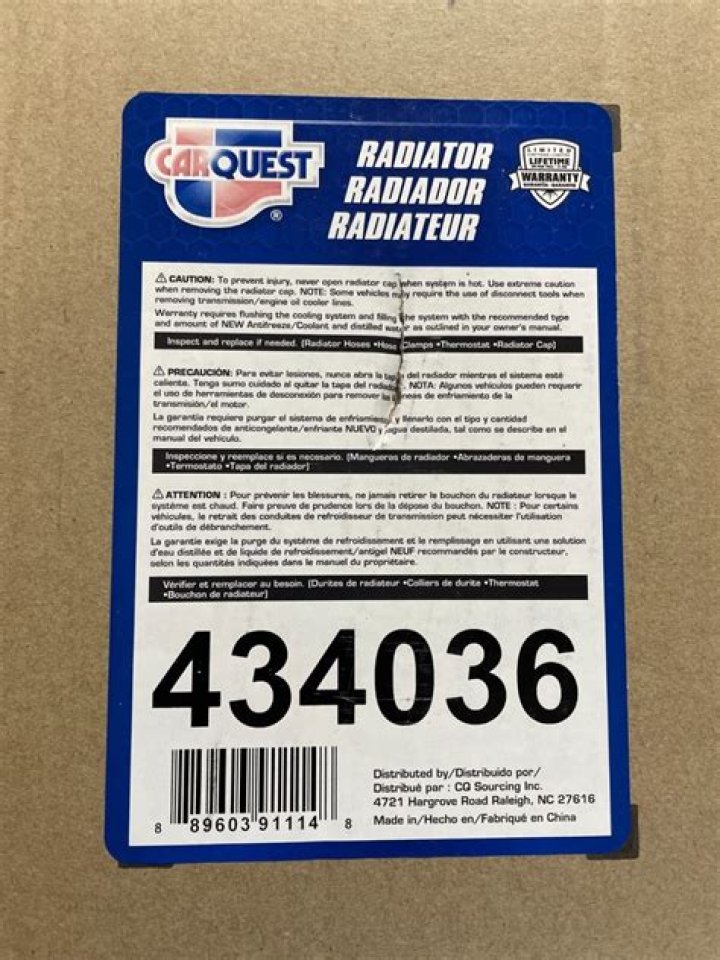 CARQUEST
®
RADIATOR
RADIADOR
RADIATEUR
LIMITED
LIFETIME
WARRANTY
GARANTÍA · GARANTIE
⚠ CAUTION: To prevent injury, never open radiator cap when system is hot. Use extreme caution
when removing the radiator cap. NOTE: Some vehicles may require the use of disconnect tools when
removing transmission/engine oil cooler lines.
Warranty requires flushing the cooling system and filling the system with the recommended type
and amount of NEW Antifreeze/Coolant and distilled water as outlined in your owner's manual.
Inspect and replace if needed. (Radiator Hoses •Hose Clamps •Thermostat •Radiator Cap)
⚠ PRECAUCIÓN: Para evitar lesiones, nunca abra la tapa del radiador mientras el sistema esté
caliente. Tenga sumo cuidado al quitar la tapa del radiador. NOTA: Algunos vehículos pueden requerir
el uso de herramientas de desconexión para remover las líneas de enfriamiento de la
transmisión/el motor.
La garantía requiere purgar el sistema de enfriamiento y llenarlo con el tipo y cantidad
recomendados de anticongelante/enfriante NUEVO y agua destilada, tal como se describe en el
manual del vehículo.
Inspeccione y reemplace si es necesario. (Mangueras de radiador •Abrazaderas de manguera
•Termostato •Tapa del radiador)
⚠ ATTENTION : Pour prévenir les blessures, ne jamais retirer le bouchon du radiateur lorsque le
système est chaud. Faire preuve de prudence lors de la dépose du bouchon. NOTE : Pour certains
véhicules, le retrait des conduites de refroidisseur de transmission peut nécessiter l'utilisation
d'outils de débranchement.
La garantie exige la purge du système de refroidissement et le remplissage en utilisant une solution
d'eau distillée et de liquide de refroidissement/antigel NEUF recommandés par le constructeur,
selon les quantités indiquées dans le manuel du propriétaire.
Vérifier et remplacer au besoin. (Durites de radiateur •Colliers de durite •Thermostat
•Bouchon de radiateur)
434036
8 89603 91114 8
Distributed by/Distribuido por/
Distribué par : CQ Sourcing Inc.
4721 Hargrove Road Raleigh, NC 27616
Made in/Hecho en/Fabriqué en China